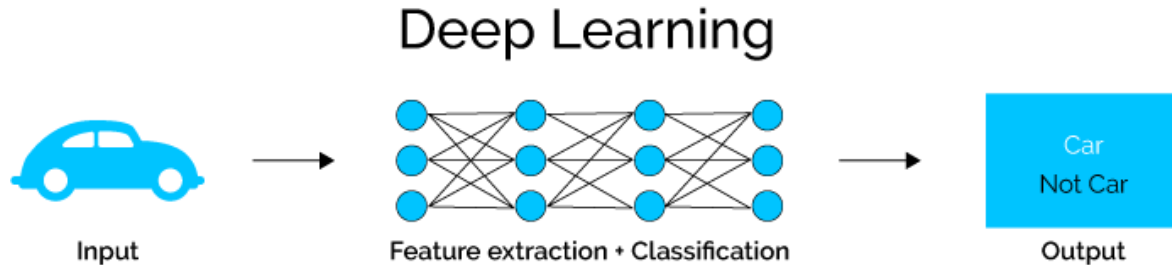 Deep Learning
Car
Not Car
Input
Feature extraction + Classification
Output